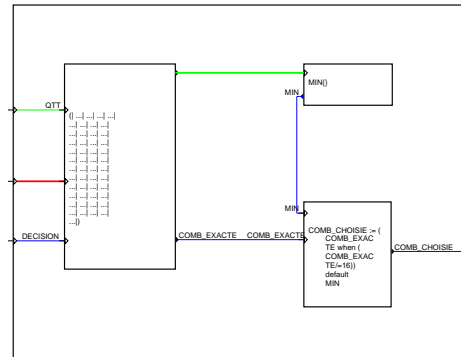 QTT
(| ...| ...| ...| ...|
...| ...| ...| ...|
...| ...| ...| ...|
...| ...| ...| ...|
...| ...| ...| ...|
...| ...| ...| ...|
...| ...| ...| ...|
...| ...| ...| ...|
...| ...| ...| ...|
...| ...| ...| ...|
...|)
DECISION
COMB_EXACTE
MIN()
MIN
MIN
COMB_EXACTE
COMB_CHOISIE := (
COMB_EXAC
TE when (
COMB_EXAC
TE/=16))
default
MIN
COMB_CHOISIE